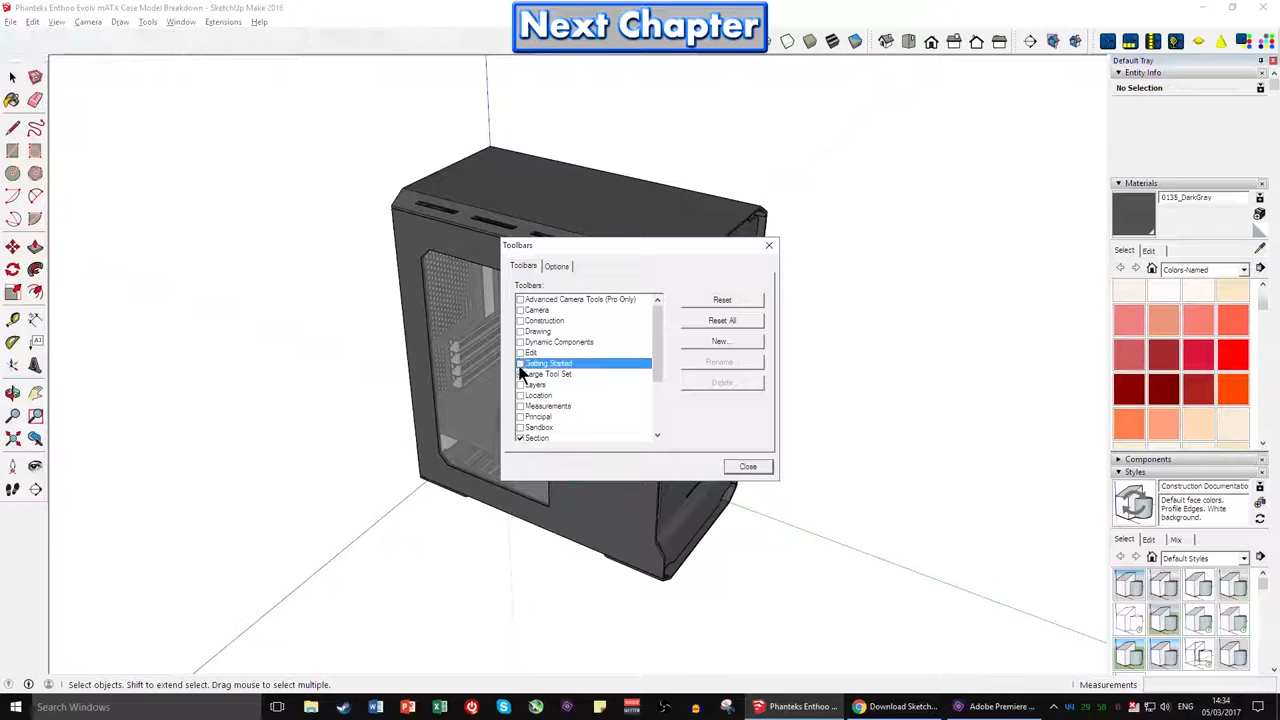 Phanteks Enthoo Evolv mATX Case Model Breakdown - SketchUp Make 2016
Next Chapter
File Edit View Camera Draw Tools Window Extensions Help
Default Tray
Entity Info
No Selection
Materials
0135_DarkGray
Select Edit
Colors-Named
Components
Styles
Construction Documentatio
Default face colors.
Profile Edges. White
background.
Select Edit Mix
Default Styles
Toolbars
Toolbars Options
Toolbars:
Advanced Camera Tools (Pro Only)
Camera
Construction
Drawing
Dynamic Components
Edit
Getting Started
Large Tool Set
Layers
Location
Measurements
Principal
Sandbox
Section
Reset
Reset All
New...
Rename...
Delete...
Close
Select objects. Shift to extend select. Drag mouse to select multiple.
Measurements
Search Windows
Phanteks Enthoo ...
Download Sketch...
Adobe Premiere ...
44 29 58 0
14:34
05/03/2017